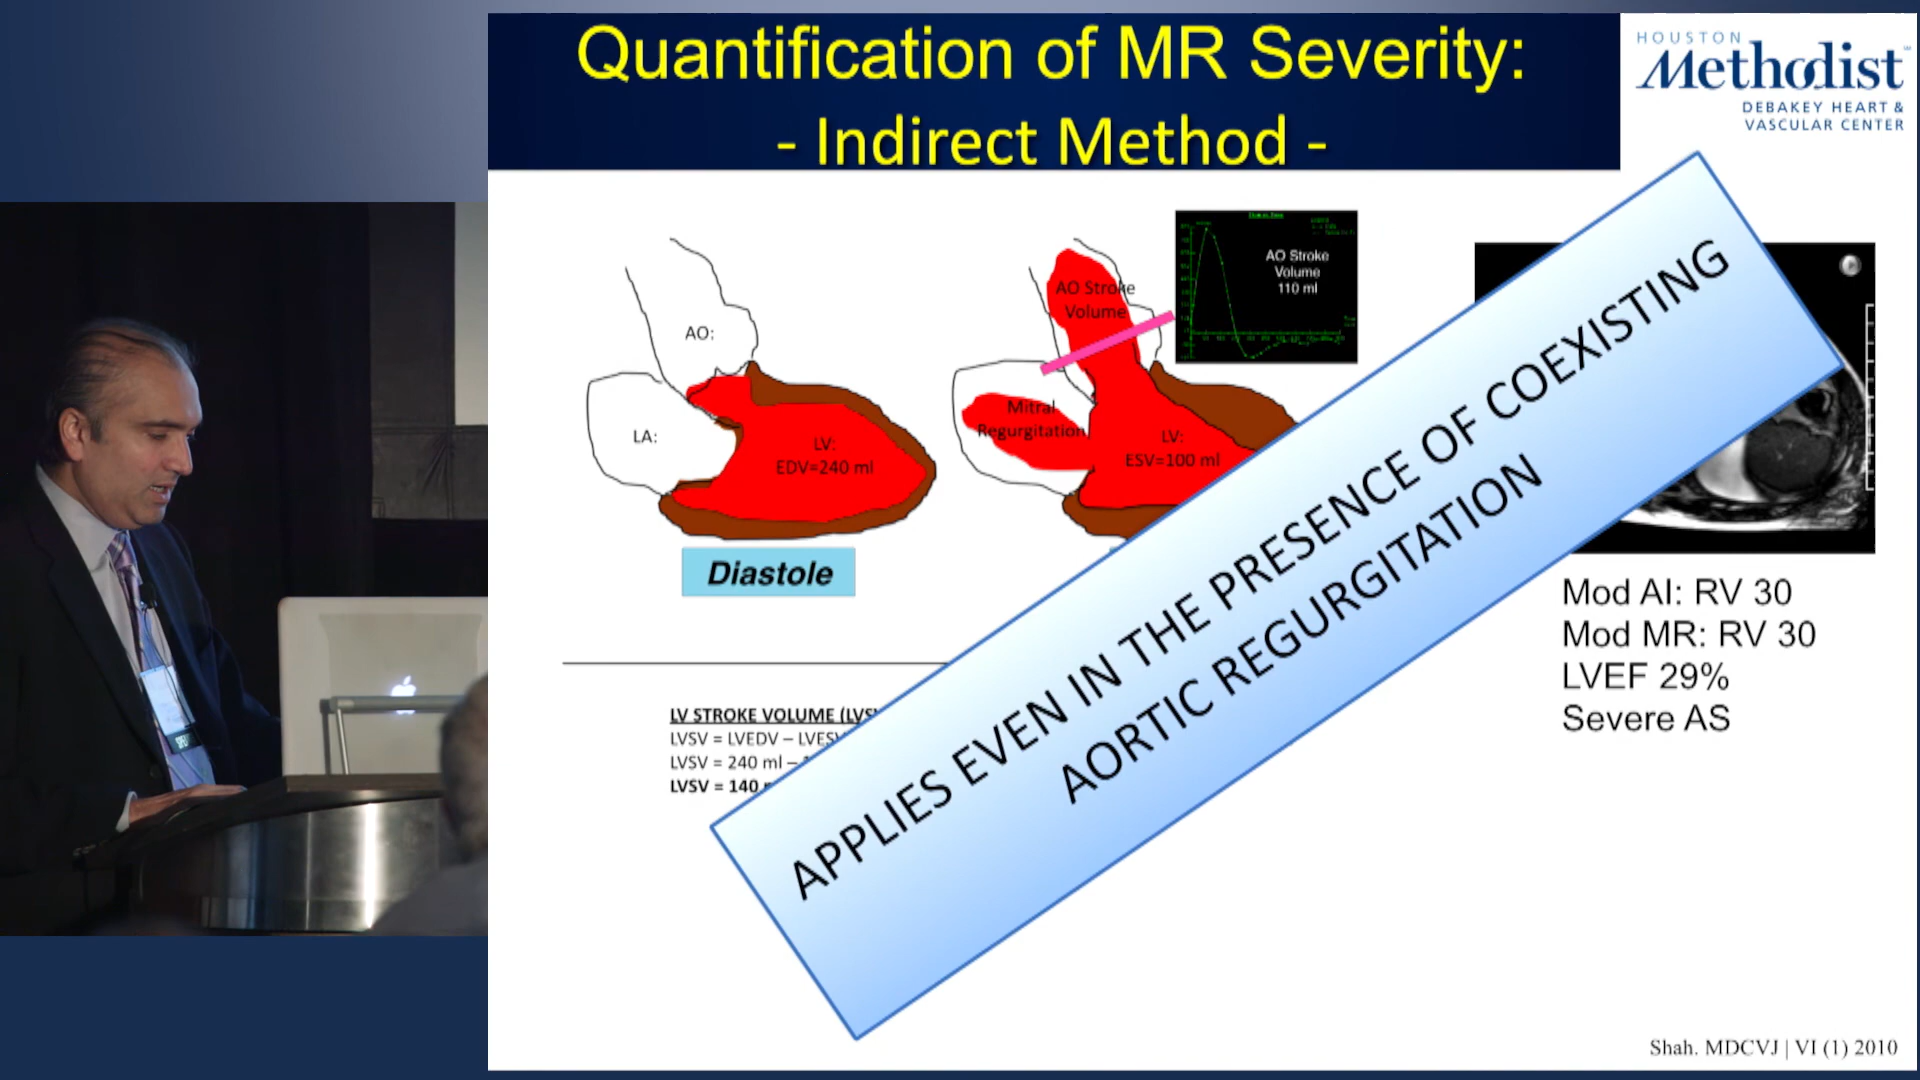 Quantification of MR Severity:
- Indirect Method -
HOUSTON
Methodist
DEBAKEY HEART &
VASCULAR CENTER
AO:
LA:
LV:
EDV=240 ml
Diastole
AO Stroke
Volume
Mitral
Regurgitation
LV:
ESV=100 ml
AO Stroke
Volume
110 ml
APPLIES EVEN IN THE PRESENCE OF COEXISTING
AORTIC REGURGITATION
LV STROKE VOLUME (LVSV
LVSV = LVEDV – LVESV
LVSV = 240 ml –
LVSV = 140
Mod AI: RV 30
Mod MR: RV 30
LVEF 29%
Severe AS
Shah. MDCVJ | VI (1) 2010